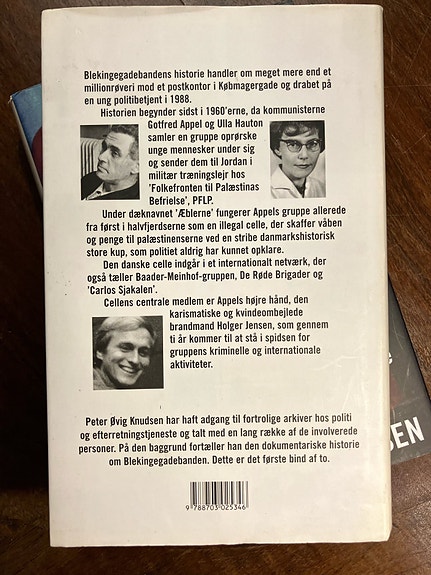 Blekingegadebandens historie handler om meget mere end et
millionrøveri mod et postkontor i Købmagergade og drabet på
en ung politibetjent i 1988.
Historien begynder sidst i 1960'erne, da kommunisterne
Gotfred Appel og Ulla Hauton
samler en gruppe oprørske
unge mennesker under sig
og sender dem til Jordan i
militær træningslejr hos
'Folkefronten til Palæstinas
Befrielse', PFLP.
Under dæknavnet 'Æblerne' fungerer Appels gruppe allerede
fra først i halvfjerdserne som en illegal celle, der skaffer våben
og penge til palæstinenserne ved en stribe danmarkshistorisk
store kup, som politiet aldrig har kunnet opklare.
Den danske celle indgår i et internationalt netværk, der
også tæller Baader-Meinhof-gruppen, De Røde Brigader og
'Carlos Sjakalen'.
Cellens centrale medlem er Appels højre hånd, den
karismatiske og kvindeombejlede
brandmand Holger Jensen, som gennem
ti år kommer til at stå i spidsen for
gruppens kriminelle og internationale
aktiviteter.
Peter Øvig Knudsen har haft adgang til fortrolige arkiver hos politi
og efterretningstjeneste og talt med en lang række af de involverede
personer. På den baggrund fortæller han den dokumentariske historie
om Blekingegadebanden. Dette er det første bind af to.
9 788703 025346
SEN